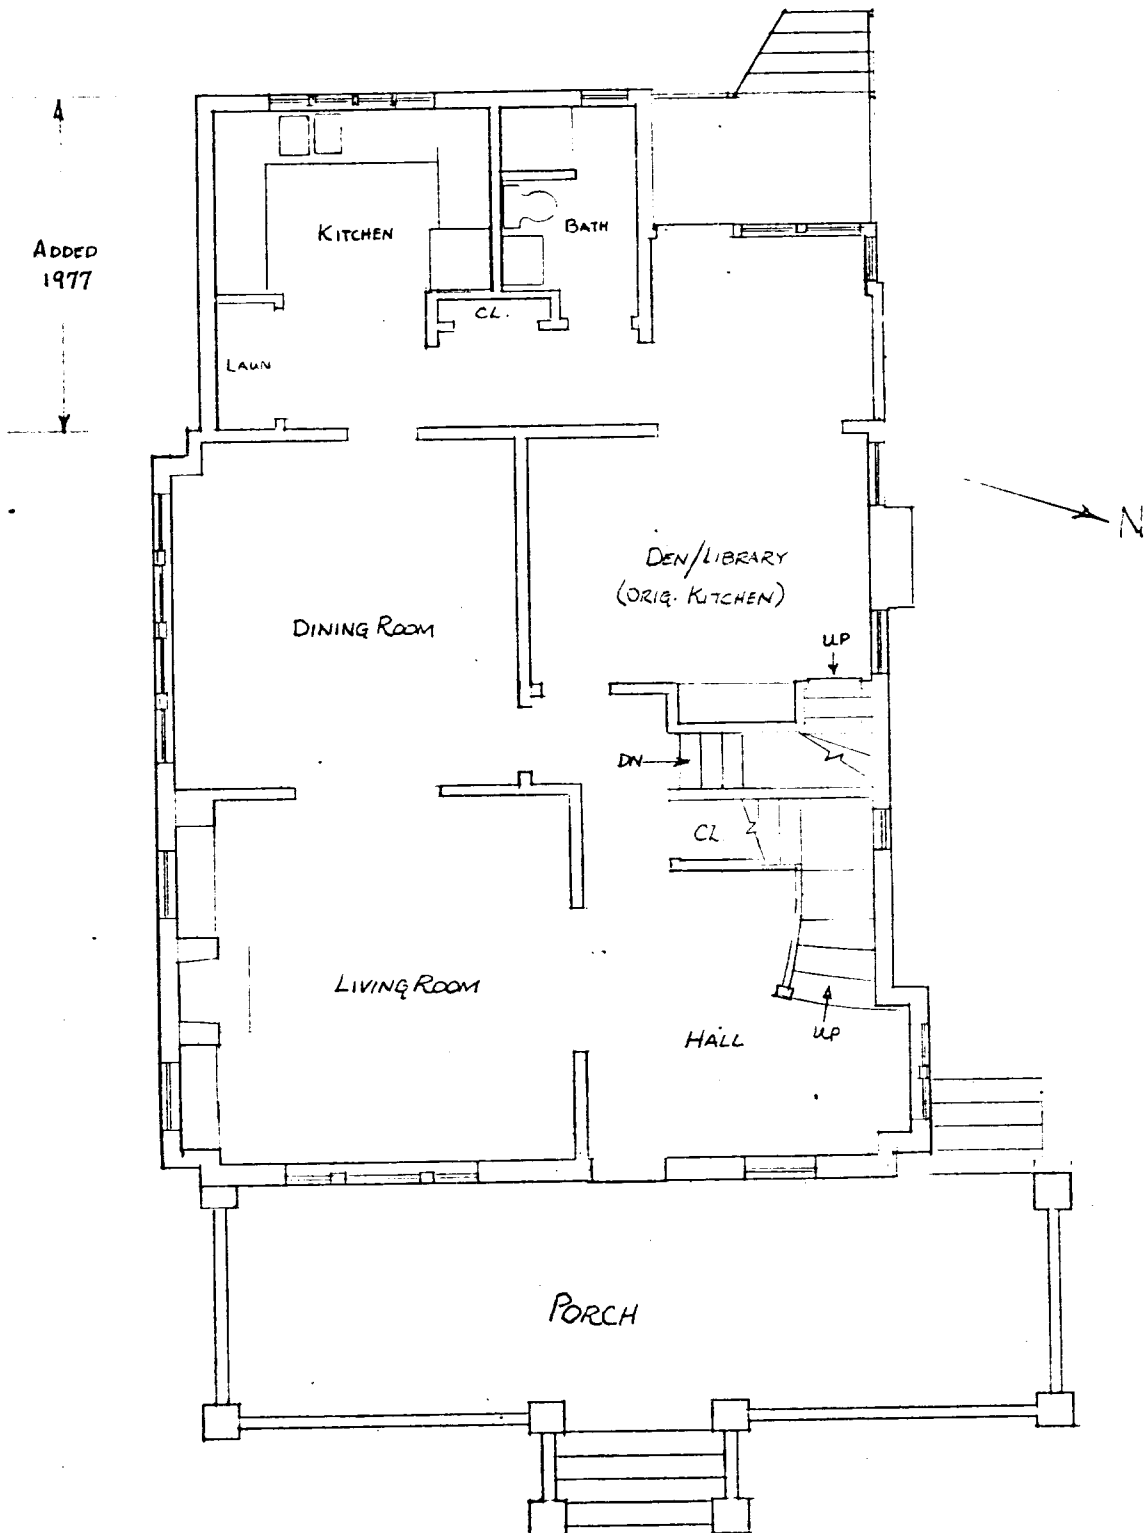 ADDED
1977
KITCHEN
BATH
CL.
LAUN
N
DEN/LIBRARY
(ORIG. KITCHEN)
DINING ROOM
UP
DN
CL
LIVING ROOM
HALL
UP
PORCH